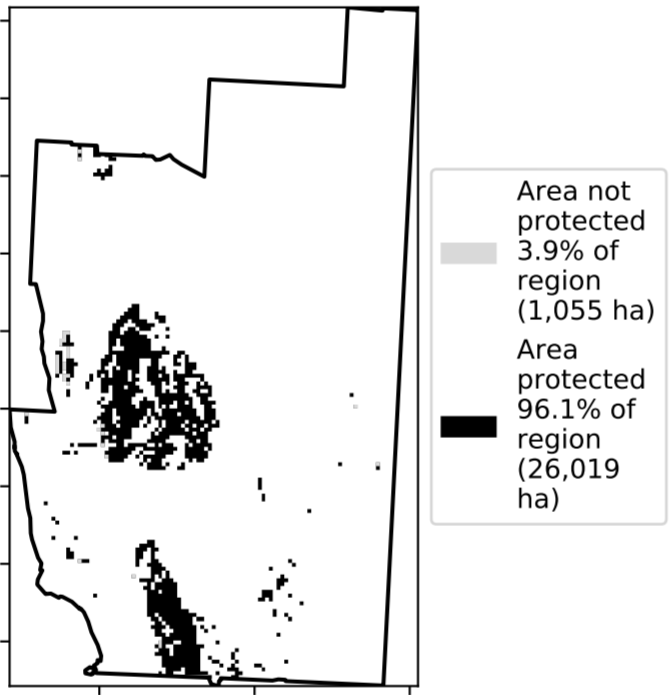 Area not
protected
3.9% of
region
(1,055 ha)
Area
protected
96.1% of
region
(26,019
ha)